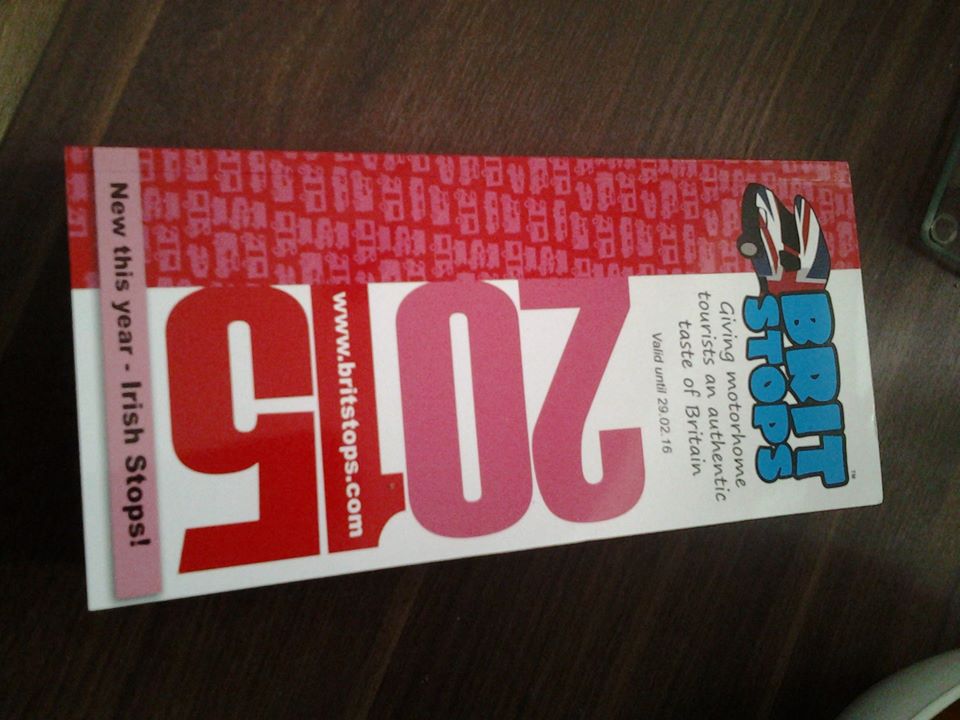 BRIT
STOPS
™
Giving motorhome
tourists an authentic
taste of Britain
Valid until 29.02.16
2015
www.britstops.com
New this year - Irish Stops!